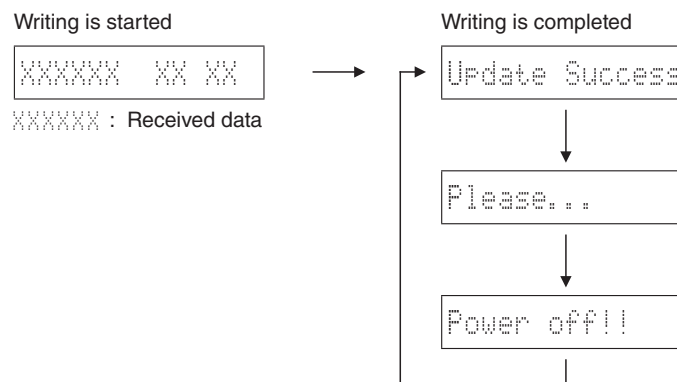 Writing is started
XXXXXX XX XX
XXXXXX : Received data
Writing is completed
Update Success
Please...
Power off!!